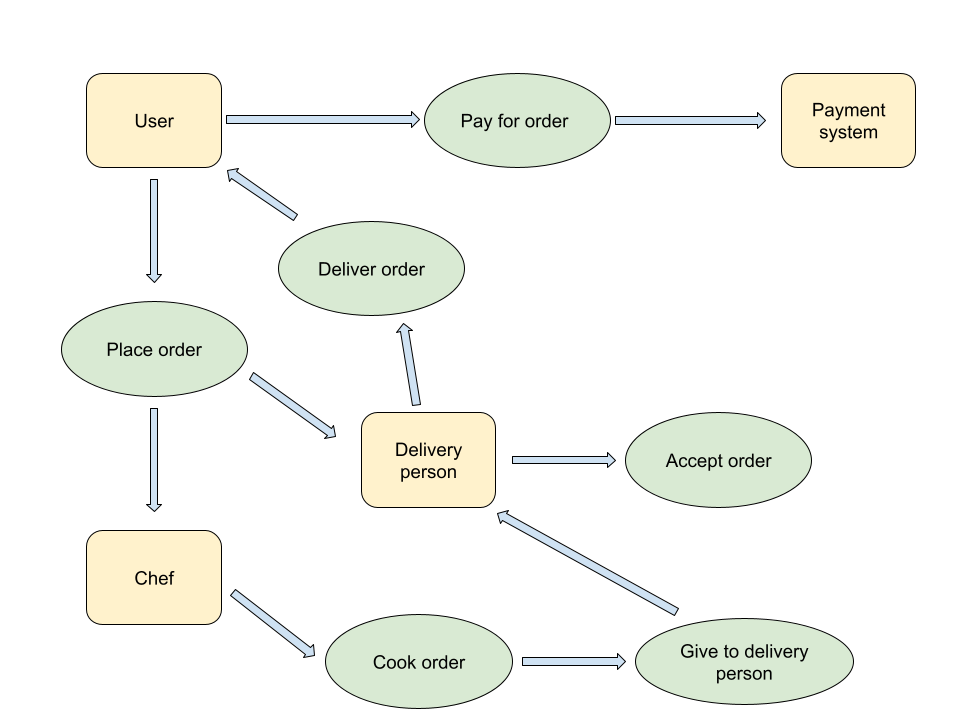 User
Pay for order
Payment
system
Deliver order
Place order
Delivery
person
Accept order
Chef
Cook order
Give to delivery
person